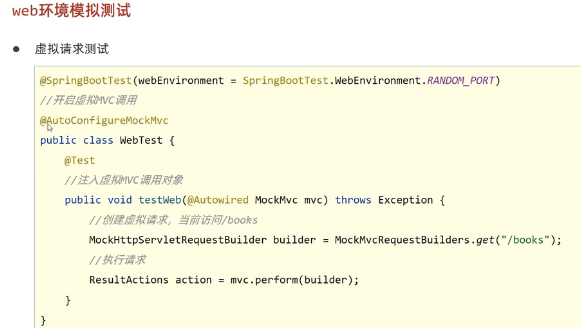 web环境模拟测试
● 虚拟请求测试
@SpringBootTest(webEnvironment = SpringBootTest.WebEnvironment.RANDOM_PORT)
//开启虚拟MVC调用
@AutoConfigureMockMvc
public class WebTest {
@Test
//注入虚拟MVC调用对象
public void testWeb(@Autowired MockMvc mvc) throws Exception {
//创建虚拟请求，当前访问/books
MockHttpServletRequestBuilder builder = MockMvcRequestBuilders.get("/books");
//执行请求
ResultActions action = mvc.perform(builder);
}
}